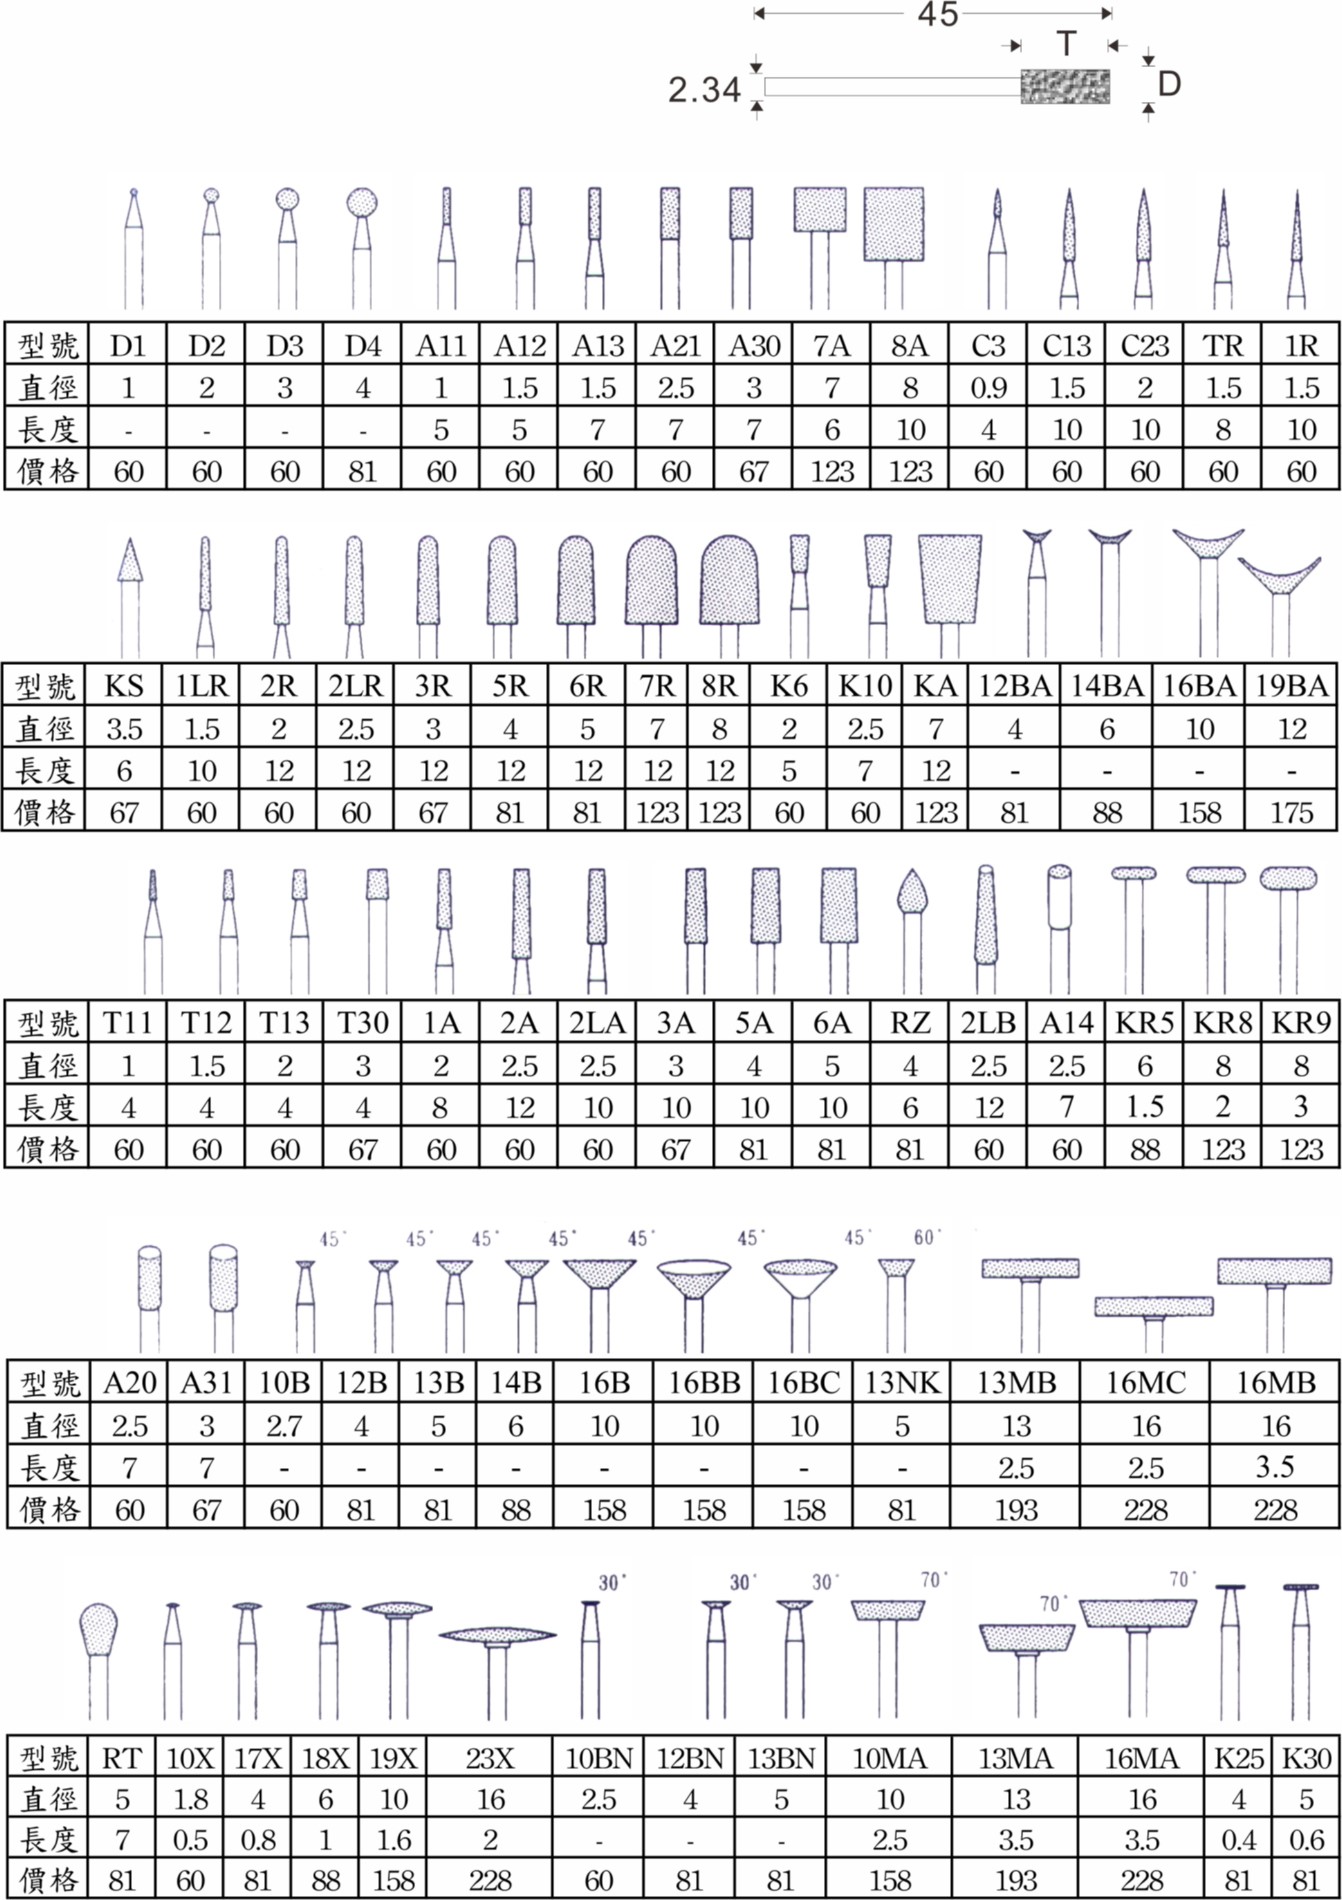 45
T
2.34
D
型號 D1 D2 D3 D4 A11 A12 A13 A21 A30 7A 8A C3 C13 C23 TR 1R
直徑 1 2 3 4 1 1.5 1.5 2.5 3 7 8 0.9 1.5 2 1.5 1.5
長度 - - - - 5 5 7 7 7 6 10 4 10 10 8 10
價格 60 60 60 81 60 60 60 60 67 123 123 60 60 60 60 60
型號 KS 1LR 2R 2LR 3R 5R 6R 7R 8R K6 K10 KA 12BA 14BA 16BA 19BA
直徑 3.5 1.5 2 2.5 3 4 5 7 8 2 2.5 7 4 6 10 12
長度 6 10 12 12 12 12 12 12 12 5 7 12 - - - -
價格 67 60 60 60 67 81 81 123 123 60 60 123 81 88 158 175
型號 T11 T12 T13 T30 1A 2A 2LA 3A 5A 6A RZ 2LB A14 KR5 KR8 KR9
直徑 1 1.5 2 3 2 2.5 2.5 3 4 5 4 2.5 2.5 6 8 8
長度 4 4 4 4 8 12 10 10 10 10 6 12 7 1.5 2 3
價格 60 60 60 67 60 60 60 67 81 81 81 60 60 88 123 123
45° 45° 45° 45° 45° 45° 45° 60°
型號 A20 A31 10B 12B 13B 14B 16B 16BB 16BC 13NK 13MB 16MC 16MB
直徑 2.5 3 2.7 4 5 6 10 10 10 5 13 16 16
長度 7 7 - - - - - - - - 2.5 2.5 3.5
價格 60 67 60 81 81 88 158 158 158 81 193 228 228
30° 30° 30° 70° 70° 70°
型號 RT 10X 17X 18X 19X 23X 10BN 12BN 13BN 10MA 13MA 16MA K25 K30
直徑 5 1.8 4 6 10 16 2.5 4 5 10 13 16 4 5
長度 7 0.5 0.8 1 1.6 2 - - - 2.5 3.5 3.5 0.4 0.6
價格 81 60 81 88 158 228 60 81 81 158 193 228 81 81